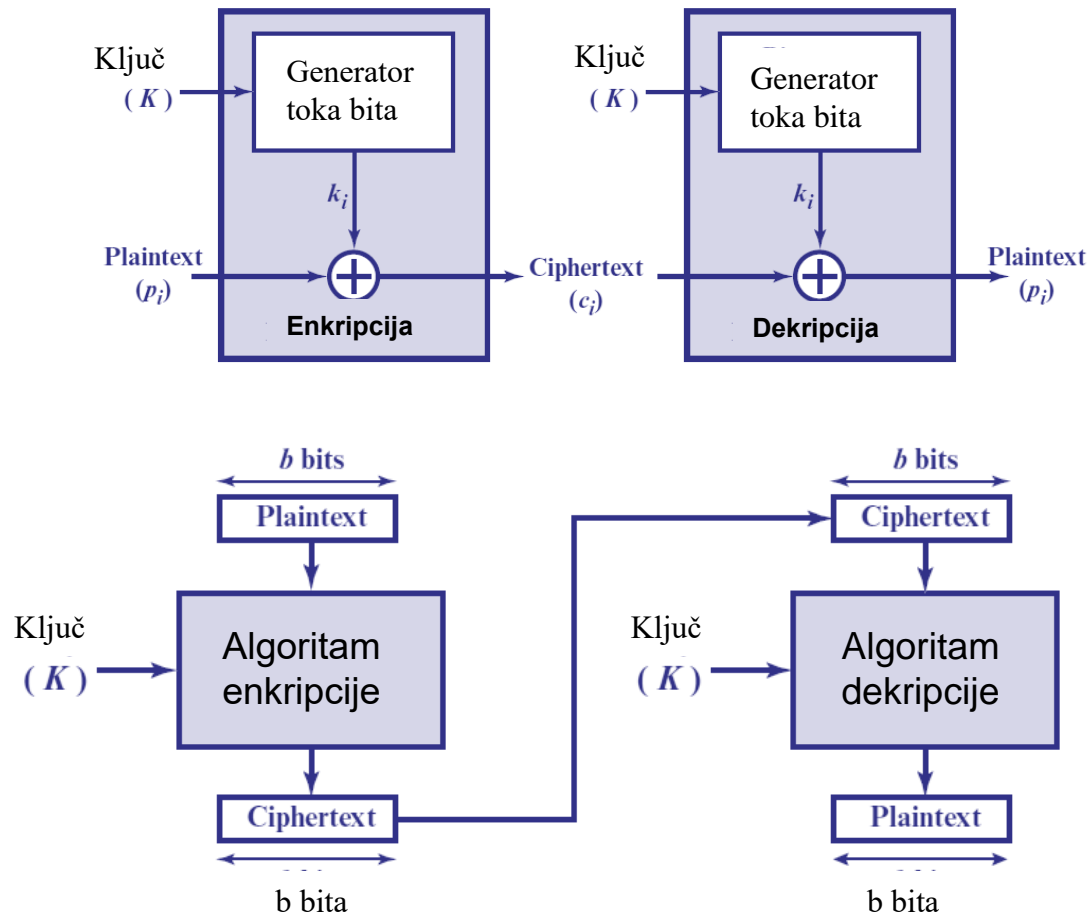 Ključ
( K )
Generator
toka bita
k_i
Plaintext
(p_i)
Enkripcija
Ciphertext
(c_i)
Ključ
( K )
Generator
toka bita
k_i
Dekripcija
Plaintext
(p_i)
b bits
Plaintext
Ključ
( K )
Algoritam
enkripcije
Ciphertext
b bita
b bits
Ciphertext
Ključ
( K )
Algoritam
dekripcije
Plaintext
b bita